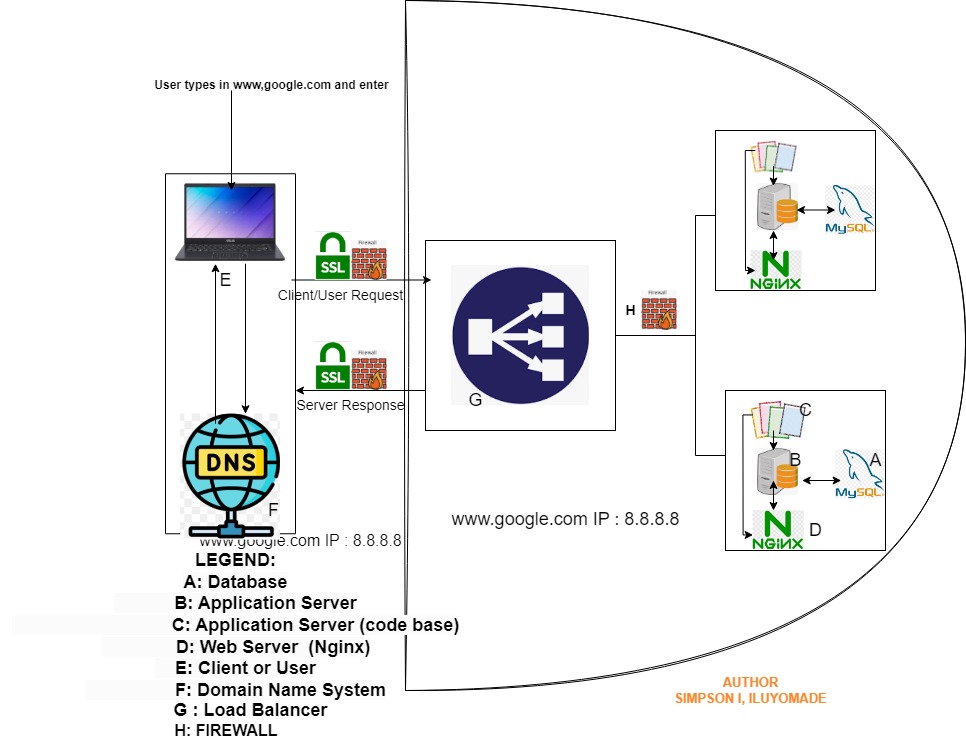 User types in www,google.com and enter
E
SSL
Firewall
Client/User Request
SSL
Firewall
Server Response
G
H
Firewall
MySQL
NGiNX
C
B
A
MySQL
D
NGiNX
DNS
F
www.google.com IP : 8.8.8.8
www.google.com IP : 8.8.8.8
LEGEND:
A: Database
B: Application Server
C: Application Server (code base)
D: Web Server (Nginx)
E: Client or User
F: Domain Name System
G : Load Balancer
H: FIREWALL
AUTHOR
SIMPSON I, ILUYOMADE